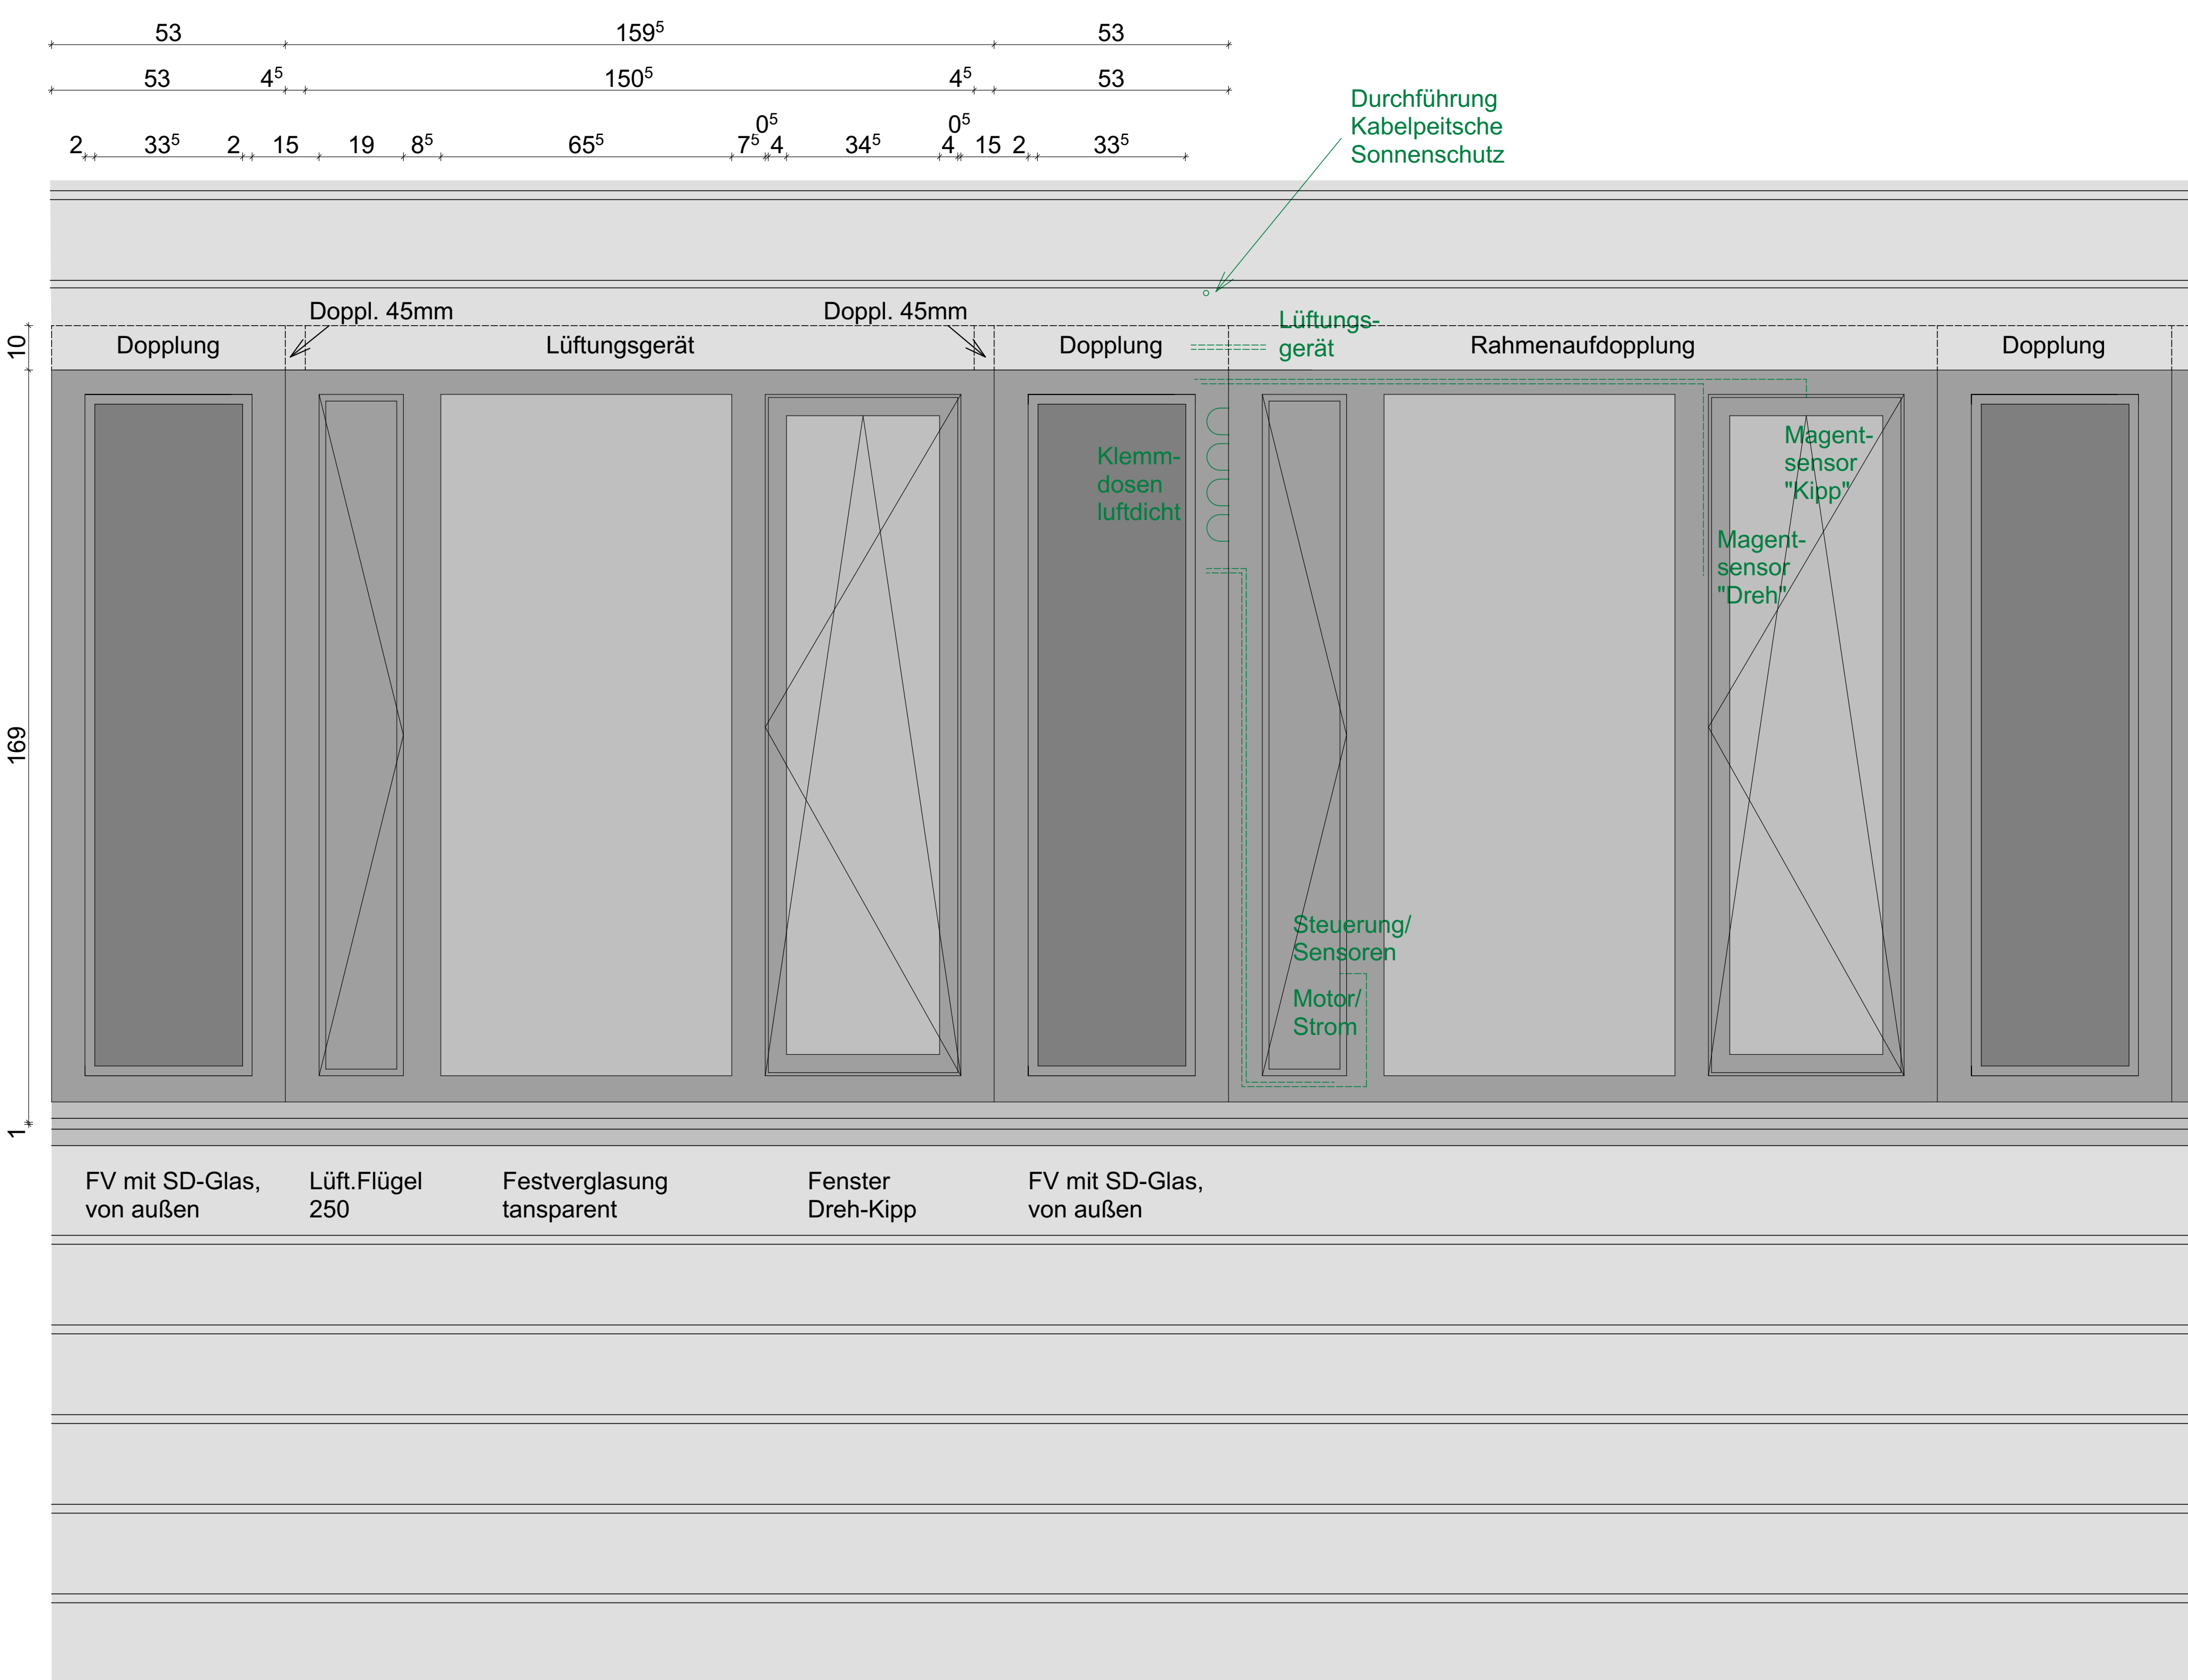 53 159⁵ 53
53 4⁵ 150⁵ 4⁵ 53
0⁵ 0⁵
2 33⁵ 2 15 19 8⁵ 65⁵ 7⁵ 4 34⁵ 4 15 2 33⁵
Durchführung
Kabelpeitsche
Sonnenschutz
Doppl. 45mm
Doppl. 45mm
10
Dopplung
Lüftungsgerät
Dopplung
Lüftungs-
gerät
Rahmenaufdopplung
Dopplung
Klemm-
dosen
luftdicht
Magent-
sensor
"Kipp"
Magent-
sensor
"Dreh"
169
Steuerung/
Sensoren
Motor/
Strom
1
FV mit SD-Glas,
von außen
Lüft.Flügel
250
Festverglasung
tansparent
Fenster
Dreh-Kipp
FV mit SD-Glas,
von außen